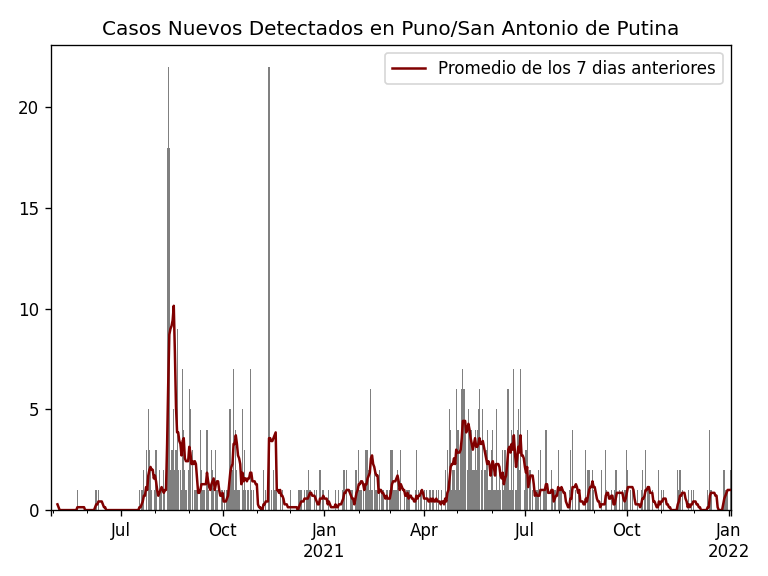 Casos Nuevos Detectados en Puno/San Antonio de Putina
Promedio de los 7 dias anteriores
20
15
10
5
0
Jul Oct Jan Apr Jul Oct Jan
2021 2022